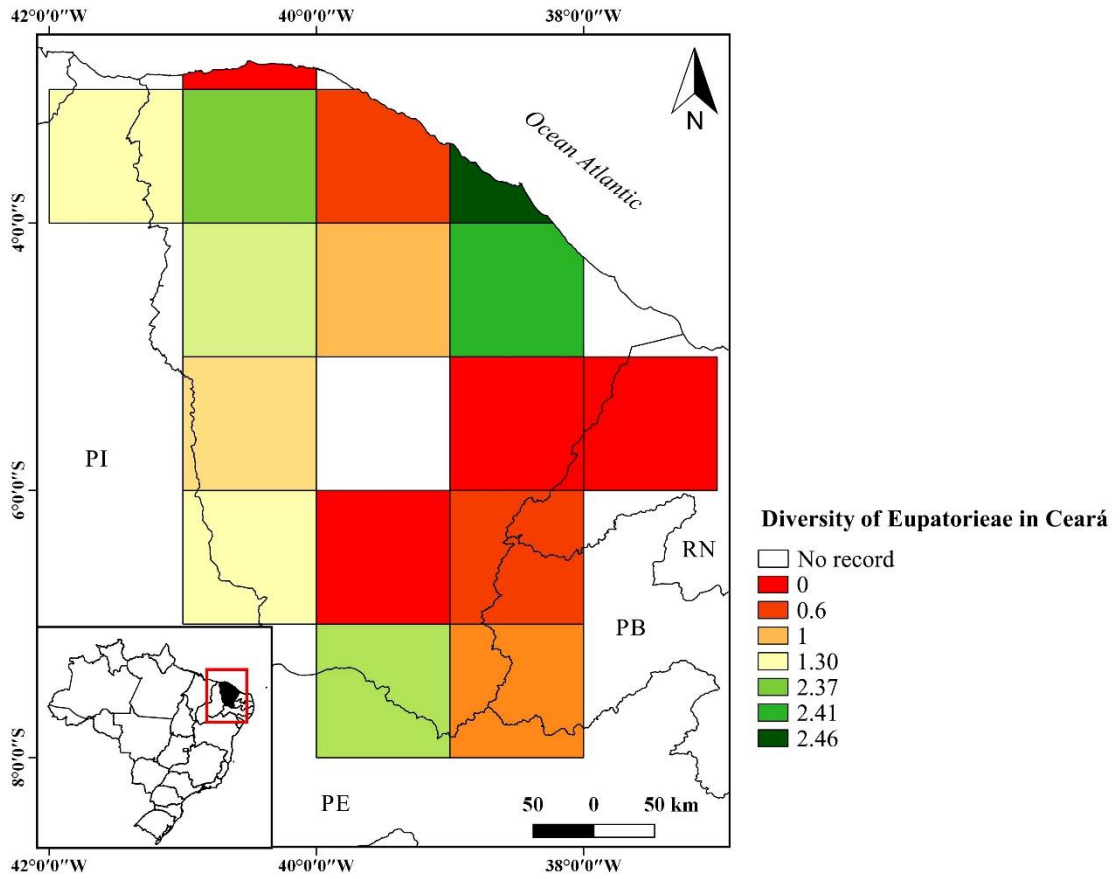 42°0'0"W
40°0'0"W
38°0'0"W
N
Ocean Atlantic
4°0'0"S
6°0'0"S
8°0'0"S
PI
RN
PB
PE
50 0 50 km
42°0'0"W
40°0'0"W
38°0'0"W
Diversity of Eupatorieae in Ceará
No record
0
0.6
1
1.30
2.37
2.41
2.46